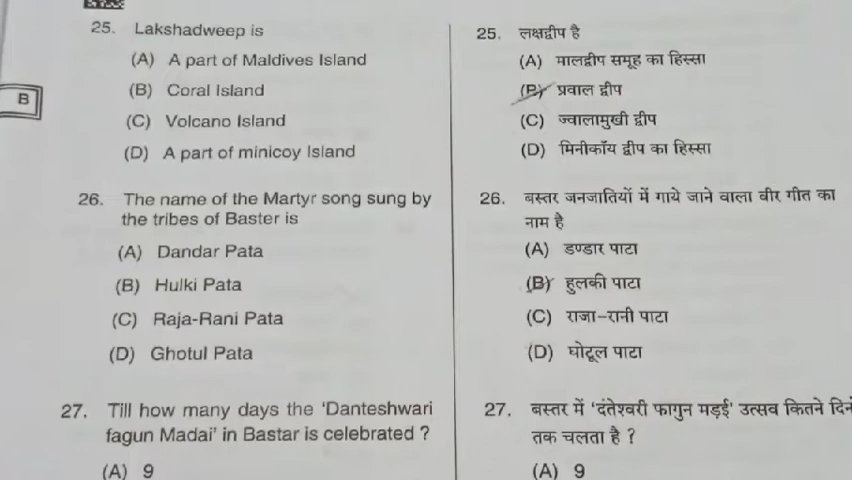 25. Lakshadweep is
(A) A part of Maldives Island
(B) Coral Island
(C) Volcano Island
(D) A part of minicoy Island
26. The name of the Martyr song sung by
the tribes of Baster is
(A) Dandar Pata
(B) Hulki Pata
(C) Raja-Rani Pata
(D) Ghotul Pata
27. Till how many days the 'Danteshwari
fagun Madai' in Bastar is celebrated ?
(A) 9
B
25. लक्षद्वीप है
(A) मालद्वीप समूह का हिस्सा
(B) प्रवाल द्वीप
(C) ज्वालामुखी द्वीप
(D) मिनीकॉय द्वीप का हिस्सा
26. बस्तर जनजातियों में गाये जाने वाला वीर गीत का
नाम है
(A) डण्डार पाटा
(B) हुलकी पाटा
(C) राजा-रानी पाटा
(D) घोटूल पाटा
27. बस्तर में 'दंतेश्वरी फागुन मड़ई' उत्सव कितने
तक चलता है ?
(A) 9